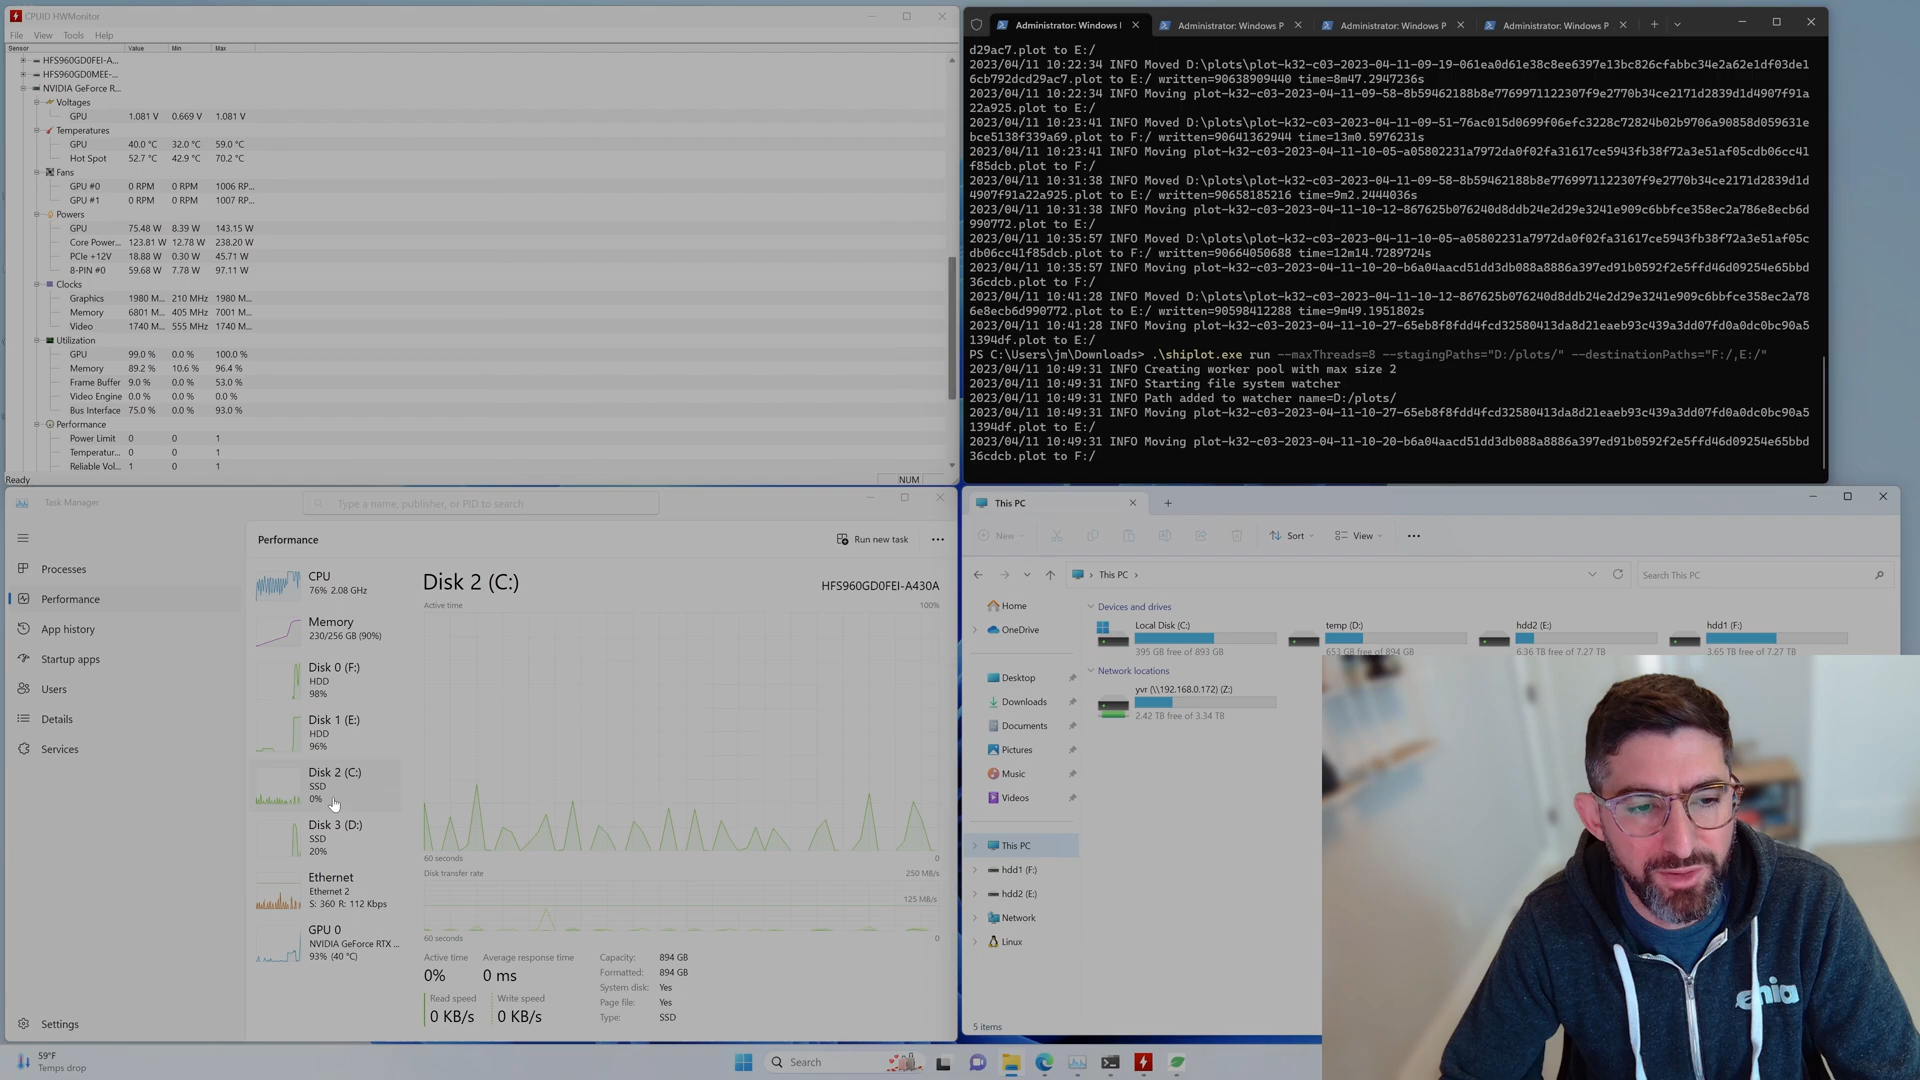 CPUID HWMonitor
File View Tools Help
Sensor Value Min Max
HFS960GD0FEI-A...
HFS960GD0MEE-...
NVIDIA GeForce R...
Voltages
GPU 1.081 V 0.669 V 1.081 V
Temperatures
GPU 40.0 °C 32.0 °C 59.0 °C
Hot Spot 52.7 °C 42.9 °C 70.2 °C
Fans
GPU #0 0 RPM 0 RPM 1006 RP...
GPU #1 0 RPM 0 RPM 1007 RP...
Powers
GPU 75.48 W 8.39 W 143.15 W
Core Power... 123.81 W 12.78 W 238.20 W
PCIe +12V 18.88 W 0.30 W 45.71 W
8-PIN #0 59.68 W 7.78 W 97.11 W
Clocks
Graphics 1980 M... 210 MHz 1980 M...
Memory 6801 M... 405 MHz 7001 M...
Video 1740 M... 555 MHz 1740 M...
Utilization
GPU 99.0 % 0.0 % 100.0 %
Memory 89.2 % 10.6 % 96.4 %
Frame Buffer 9.0 % 0.0 % 53.0 %
Video Engine 0.0 % 0.0 % 0.0 %
Bus Interface 75.0 % 0.0 % 93.0 %
Performance
Power Limit 0 0 1
Temperatur... 0 0 1
Reliable Vol... 1 0 1
Ready NUM
Administrator: Windows Administrator: Windows P Administrator: Windows P Administrator: Windows P
d29ac7.plot to E:/
2023/04/11 10:22:34 INFO Moved D:\plots\plot-k32-c03-2023-04-11-09-19-061ea0d61e38c8ee6397e13bc826cfabbc34e2a62e1df03de1
6cb792dcd29ac7.plot to E:/ written=90638909440 time=8m47.2947236s
2023/04/11 10:22:34 INFO Moving plot-k32-c03-2023-04-11-09-58-8b59462188b8e7769971122307f9e2770b34ce2171d2839d1d4907f91a
22a925.plot to E:/
2023/04/11 10:23:41 INFO Moved D:\plots\plot-k32-c03-2023-04-11-09-51-76ac015d0699f06efc3228c72824b02b9706a90858d059631e
bce5138f339a69.plot to F:/ written=90641362944 time=13m0.5976231s
2023/04/11 10:23:41 INFO Moving plot-k32-c03-2023-04-11-10-05-a05802231a7972da0f02fa31617ce5943fb38f72a3e51af05cdb06cc41
f85dcb.plot to F:/
2023/04/11 10:31:38 INFO Moved D:\plots\plot-k32-c03-2023-04-11-09-58-8b59462188b8e7769971122307f9e2770b34ce2171d2839d1d
4907f91a22a925.plot to E:/ written=90658185216 time=9m2.2444036s
2023/04/11 10:31:38 INFO Moving plot-k32-c03-2023-04-11-10-12-867625b076240d8ddb24e2d29e3241e909c6bbfce358ec2a786e8ecb6d
990772.plot to E:/
2023/04/11 10:35:57 INFO Moved D:\plots\plot-k32-c03-2023-04-11-10-05-a05802231a7972da0f02fa31617ce5943fb38f72a3e51af05c
db06cc41f85dcb.plot to F:/ written=90664050688 time=12m14.7289724s
2023/04/11 10:35:57 INFO Moving plot-k32-c03-2023-04-11-10-20-b6a04aacd51dd3db088a8886a397ed91b0592f2e5ffd46d09254e65bbd
36cdcb.plot to F:/
2023/04/11 10:41:28 INFO Moved D:\plots\plot-k32-c03-2023-04-11-10-12-867625b076240d8ddb24e2d29e3241e909c6bbfce358ec2a78
6e8ecb6d990772.plot to E:/ written=90598412288 time=9m49.1951802s
2023/04/11 10:41:28 INFO Moving plot-k32-c03-2023-04-11-10-27-65eb8f8fdd4fcd32580413da8d21eaeb93c439a3dd07fd0a0dc0bc90a5
1394df.plot to E:/
PS C:\Users\jm\Downloads> .\shiplot.exe run --maxThreads=8 --stagingPaths="D:/plots/" --destinationPaths="F:/,E:/"
2023/04/11 10:49:31 INFO Creating worker pool with max size 2
2023/04/11 10:49:31 INFO Starting file system watcher
2023/04/11 10:49:31 INFO Path added to watcher name=D:/plots/
2023/04/11 10:49:31 INFO Moving plot-k32-c03-2023-04-11-10-27-65eb8f8fdd4fcd32580413da8d21eaeb93c439a3dd07fd0a0dc0bc90a5
1394df.plot to E:/
2023/04/11 10:49:31 INFO Moving plot-k32-c03-2023-04-11-10-20-b6a04aacd51dd3db088a8886a397ed91b0592f2e5ffd46d09254e65bbd
36cdcb.plot to F:/
Task Manager
Type a name, publisher, or PID to search
Performance Run new task
Processes
Performance
App history
Startup apps
Users
Details
Services
Settings
CPU
76% 2.08 GHz
Memory
230/256 GB (90%)
Disk 0 (F:)
HDD
98%
Disk 1 (E:)
HDD
96%
Disk 2 (C:)
SSD
0%
Disk 3 (D:)
SSD
20%
Ethernet
Ethernet 2
S: 360 R: 112 Kbps
GPU 0
NVIDIA GeForce RTX ...
93% (40 °C)
Disk 2 (C:) HFS960GD0FEI-A430A
Active time 100%
60 seconds 0
Disk transfer rate 250 MB/s
125 MB/s
60 seconds 0
Active time Average response time
0% 0 ms
Read speed Write speed
0 KB/s 0 KB/s
Capacity: 894 GB
Formatted: 894 GB
System disk: Yes
Page file: Yes
Type: SSD
This PC
New Sort View
This PC Search This PC
Home
OneDrive
Desktop
Downloads
Documents
Pictures
Music
Videos
This PC
hdd1 (F:)
hdd2 (E:)
Network
Linux
Devices and drives
Local Disk (C:) temp (D:) hdd2 (E:) hdd1 (F:)
395 GB free of 893 GB 653 GB free of 894 GB 6.36 TB free of 7.27 TB 3.65 TB free of 7.27 TB
Network locations
yvr (\\192.168.0.172) (Z:)
2.42 TB free of 3.34 TB
5 items
enia
59°F
Temps drop
Search